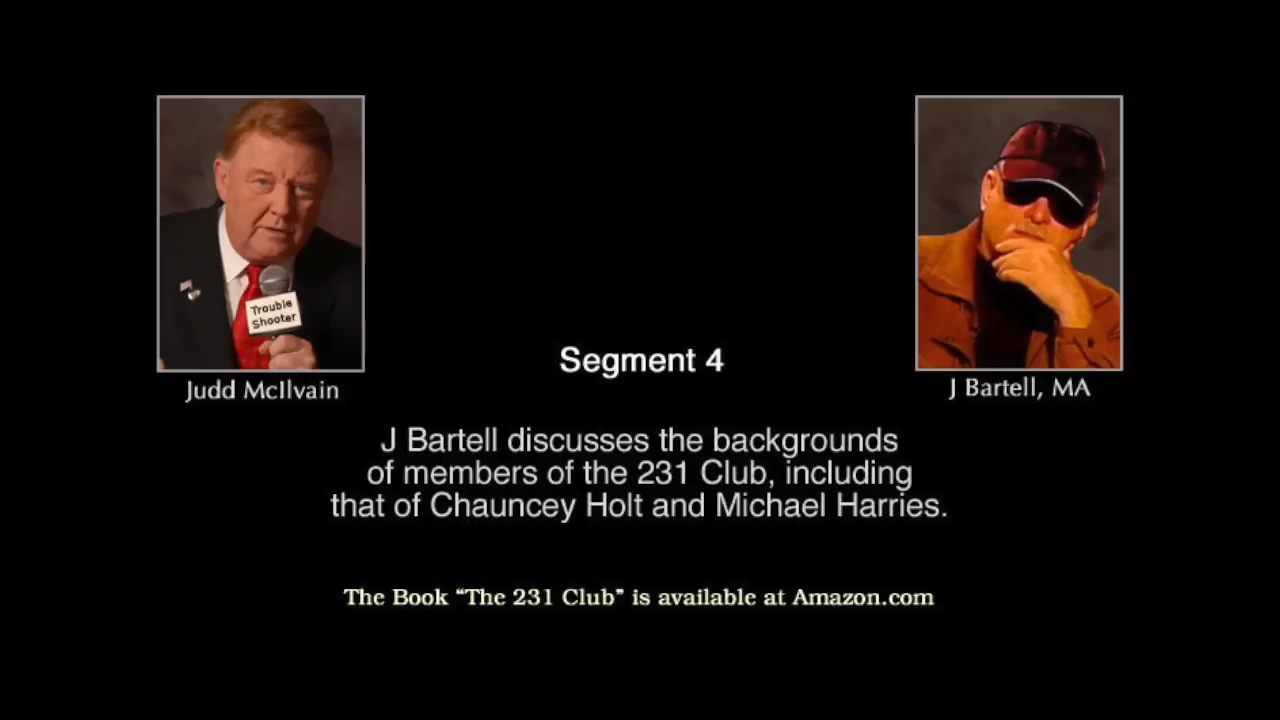 Trouble
Shooter
Judd McIlvain
J Bartell, MA
Segment 4
J Bartell discusses the backgrounds
of members of the 231 Club, including
that of Chauncey Holt and Michael Harries.
The Book “The 231 Club” is available at Amazon.com